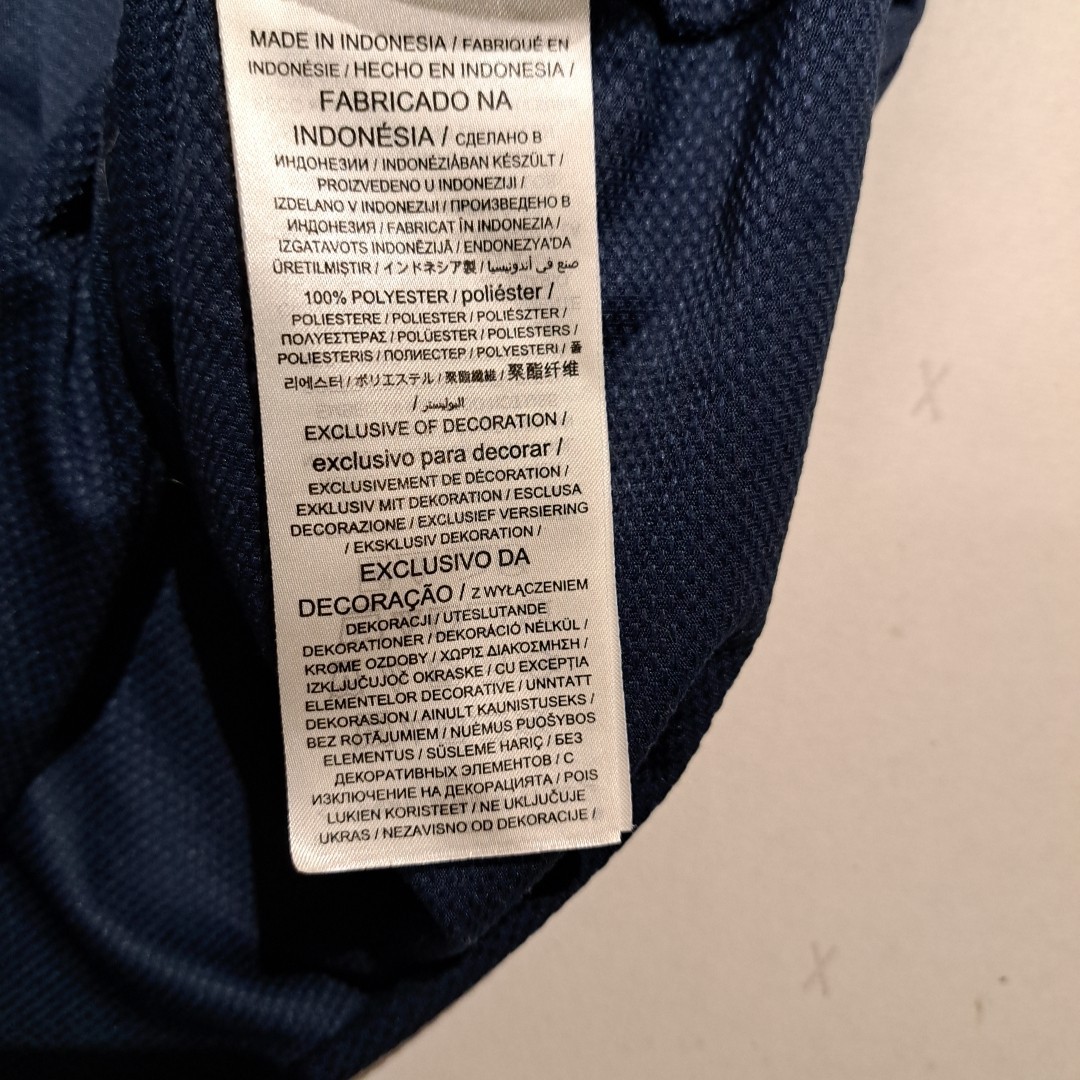 MADE IN INDONESIA / FABRIQUÉ EN
INDONÉSIE / HECHO EN INDONESIA /
FABRICADO NA
INDONÉSIA / СДЕЛАНО В
ИНДОНЕЗИИ / INDONÉZIÁBAN KÉSZÜLT /
PROIZVEDENO U INDONEZIJI /
IZDELANO V INDONEZIJI / ПРОИЗВЕДЕНО В
ИНДОНЕЗИЯ / FABRICAT ÎN INDONEZIA /
IZGATAVOTS INDONĒZIJĀ / ENDONEZYA'DA
ÜRETILMIŞTIR / インドネシア製 / صنع في أندونيسيا
100% POLYESTER / poliéster /
POLIESTERE / POLIESTER / POLIÉSZTER /
ΠΟΛΥΕΣΤΕΡΑΣ / POLÜESTER / POLIESTERS /
POLIESTERIS / ПОЛИЕСТЕР / POLYESTERI / 폴
리에스터 / ポリエステル / 聚酯纖維 / 聚酯纤维
/ البوليستر
EXCLUSIVE OF DECORATION /
exclusivo para decorar /
EXCLUSIVEMENT DE DÉCORATION /
EXKLUSIV MIT DEKORATION / ESCLUSA
DECORAZIONE / EXCLUSIEF VERSIERING
/ EKSKLUSIV DEKORATION /
EXCLUSIVO DA
DECORAÇÃO / Z WYŁĄCZENIEM
DEKORACJI / UTESLUTANDE
DEKORATIONER / DEKORÁCIÓ NÉLKÜL /
KROME OZDOBY / ΧΩΡΙΣ ΔΙΑΚΟΣΜΗΣΗ /
IZKLJUČUJOČ OKRASKE / CU EXCEPŢIA
ELEMENTELOR DECORATIVE / UNNTATT
DEKORASJON / AINULT KAUNISTUSEKS /
BEZ ROTĀJUMIEM / NUĖMUS PUOŠYBOS
ELEMENTUS / SÜSLEME HARIÇ / БЕЗ
ДЕКОРАТИВНЫХ ЭЛЕМЕНТОВ / С
ИЗКЛЮЧЕНИЕ НА ДЕКОРАЦИЯТА / POIS
LUKIEN KORISTEET / NE UKLJUČUJE
UKRAS / NEZAVISNO OD DEKORACIJE /